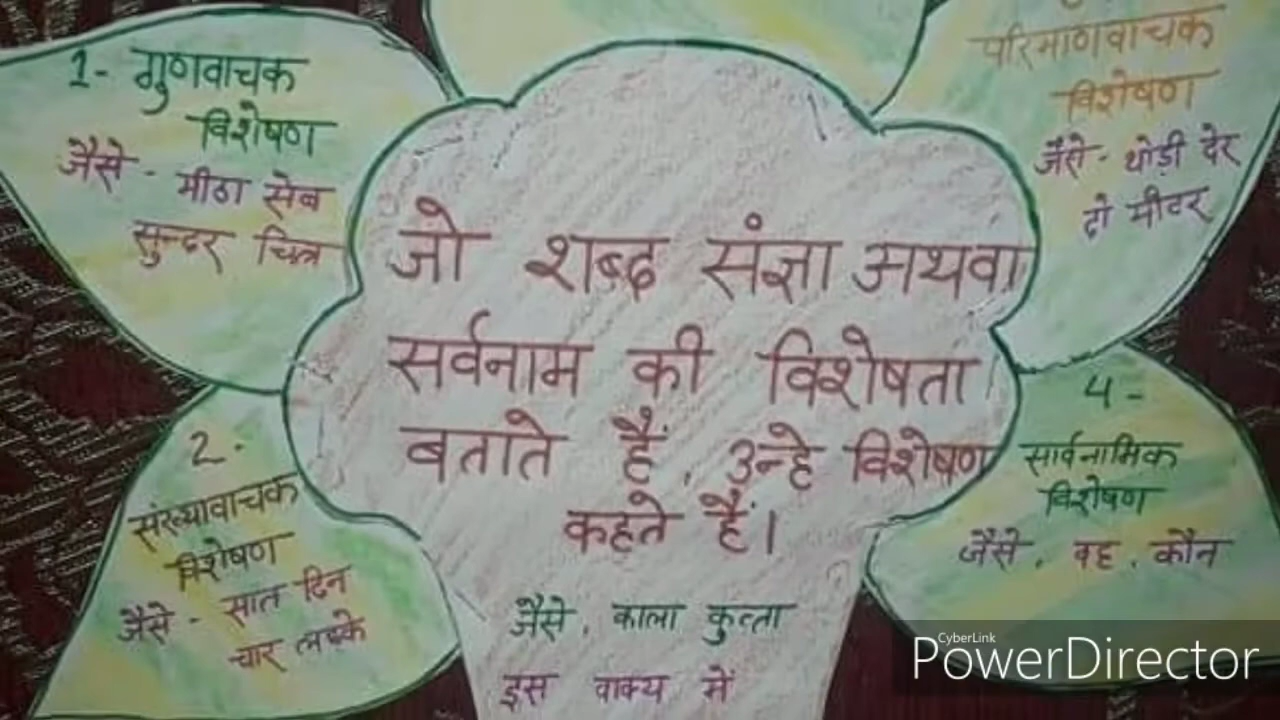 1- गुणवाचक
विशेषण
जैसे - मीठा सेब
सुन्दर चित्र
2-
संख्यावाचक
विशेषण
जैसे - सात दिन
चार लड़के
जो शब्द संज्ञा अथवा
सर्वनाम की विशेषता
बताते हैं, उन्हे विशेषण
कहते हैं।
जैसे, काला कुत्ता
इस वाक्य में
परिमाणवाचक
विशेषण
जैसे - थोड़ी देर
दो मीटर
4-
सार्वनामिक
विशेषण
जैसे, वह, कौन
CyberLink
PowerDirector